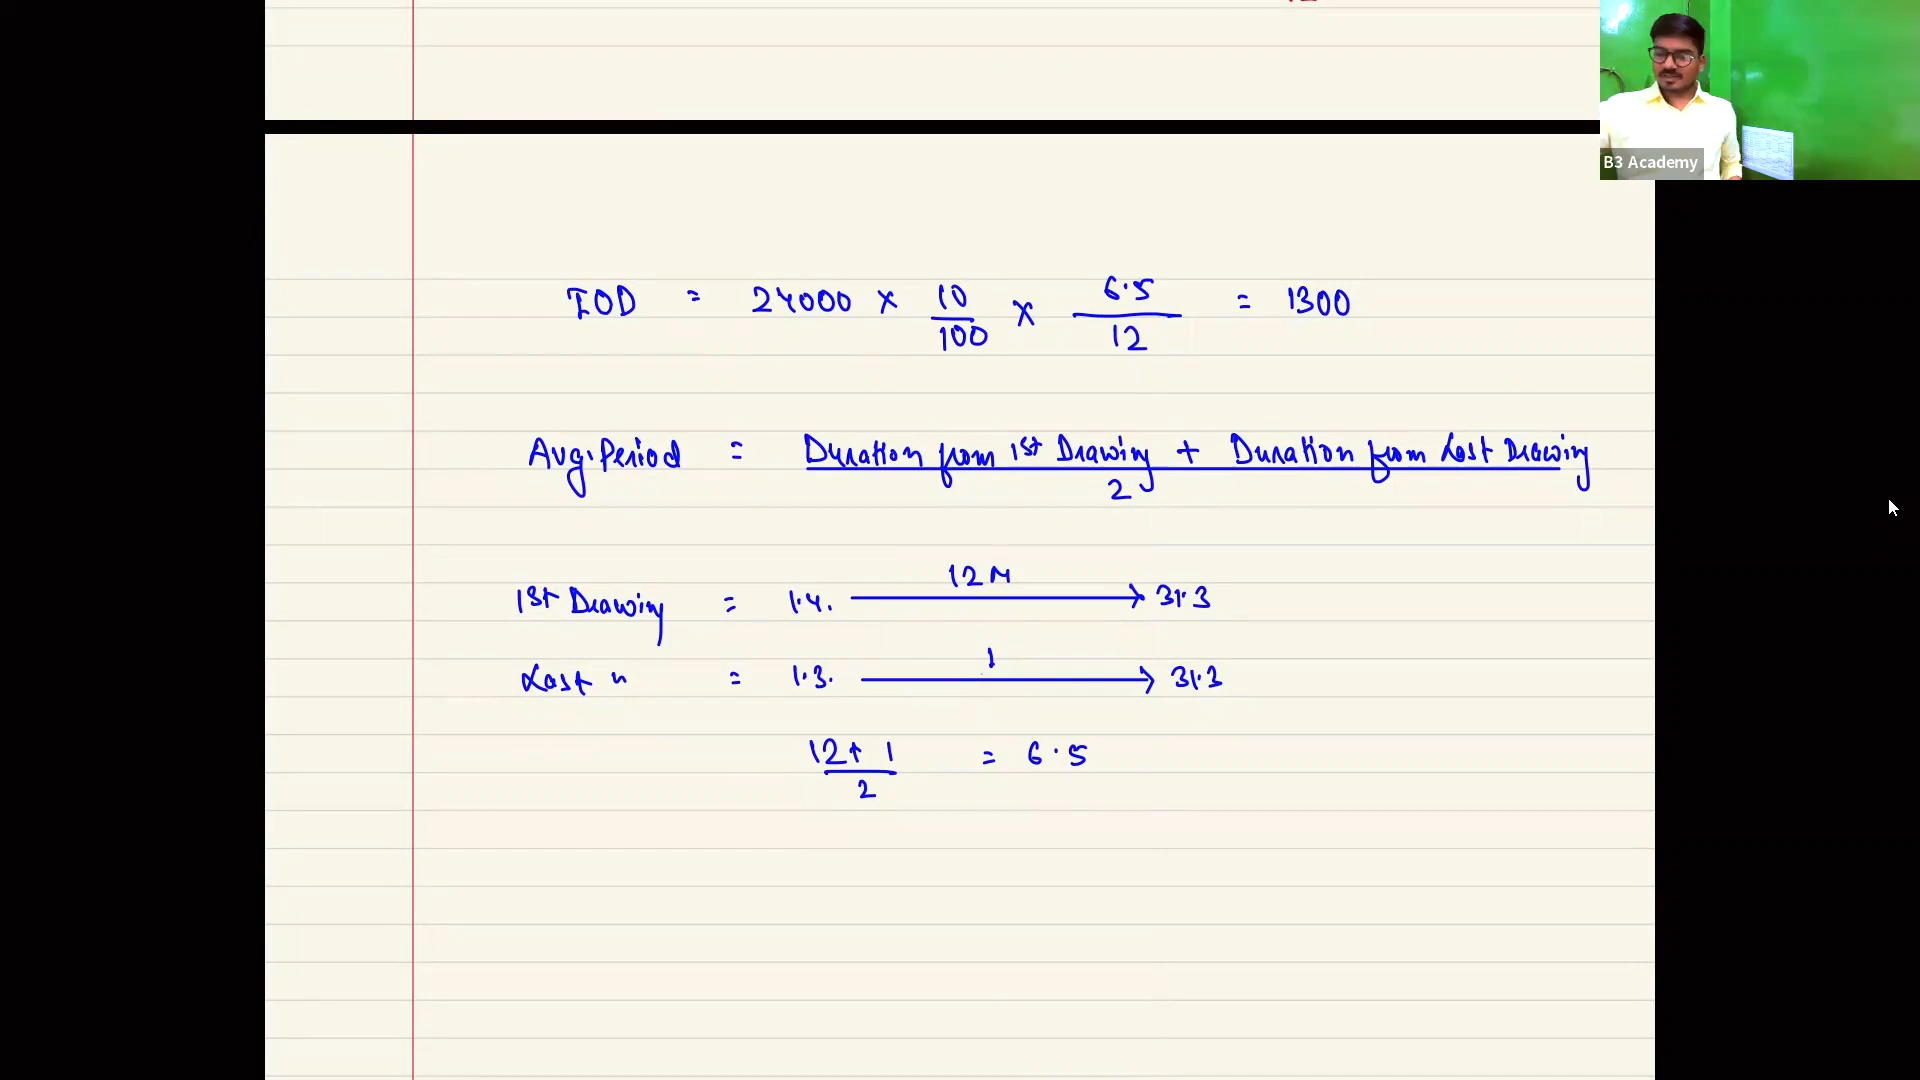 B3 Academy
IOD = 24000 x 10/100 x 6.5/12 = 1300
Avg. Period = Duration from 1st Drawing + Duration from Last Drawing
2
12 M
1st Drawing = 1.4. → 31.3
1
Last " = 1.3. → 31.3
12+1/2 = 6.5